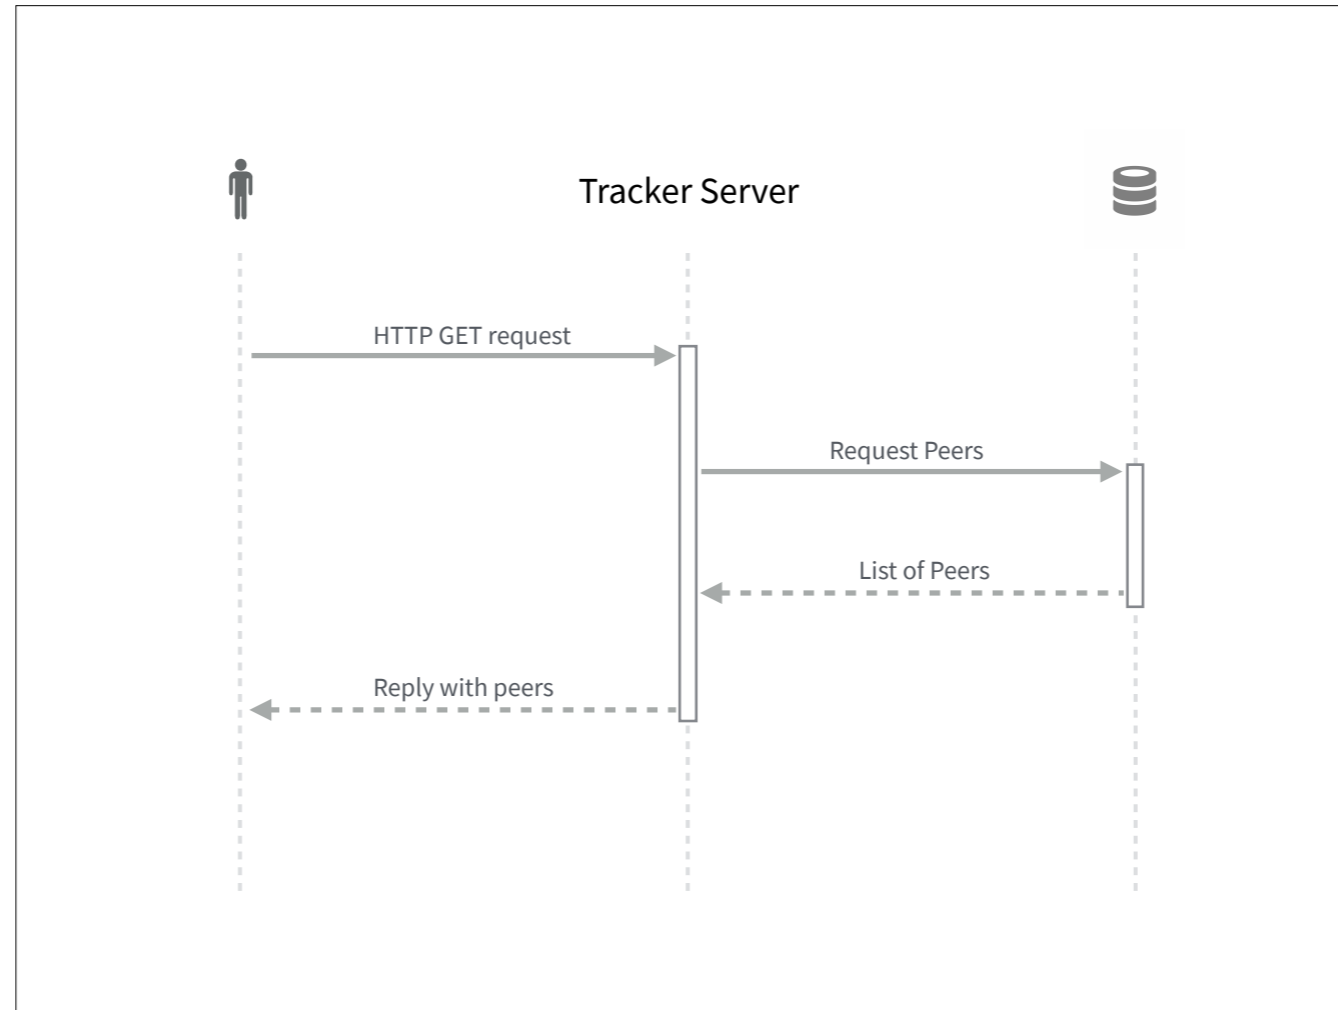 Tracker Server
HTTP GET request
Request Peers
List of Peers
Reply with peers